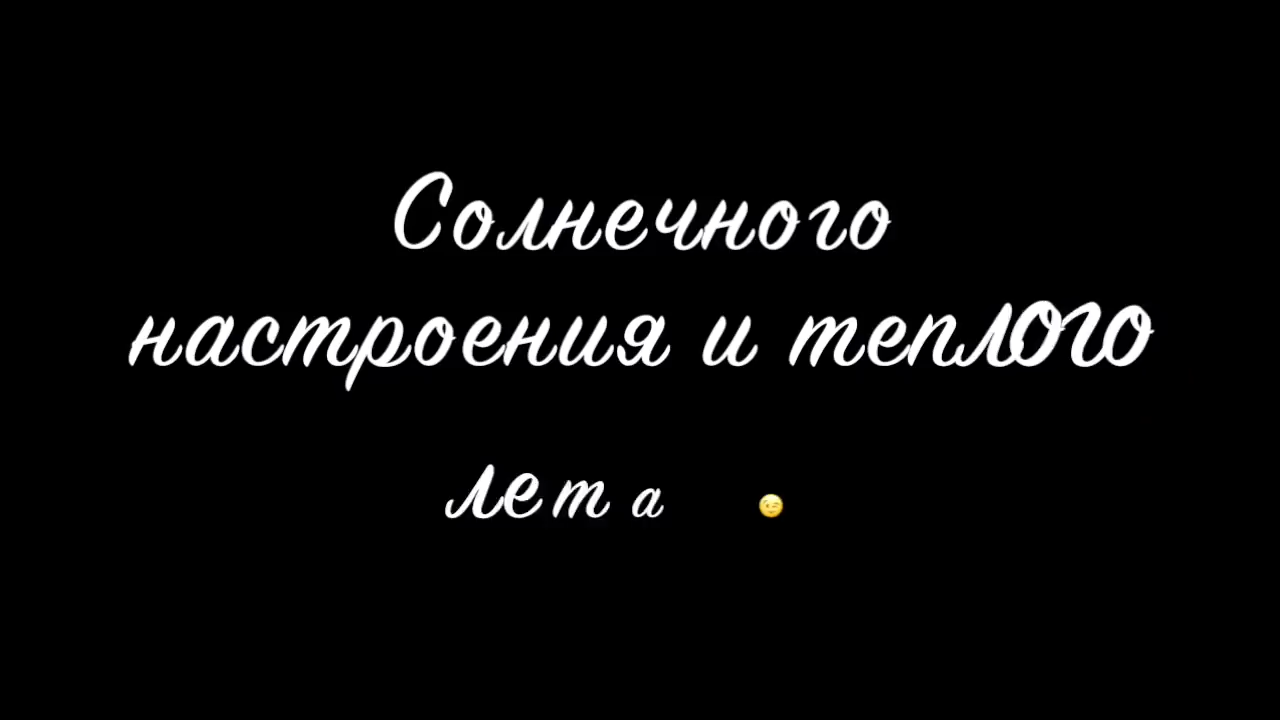 Солнечного
настроения и теплого
лета 😉